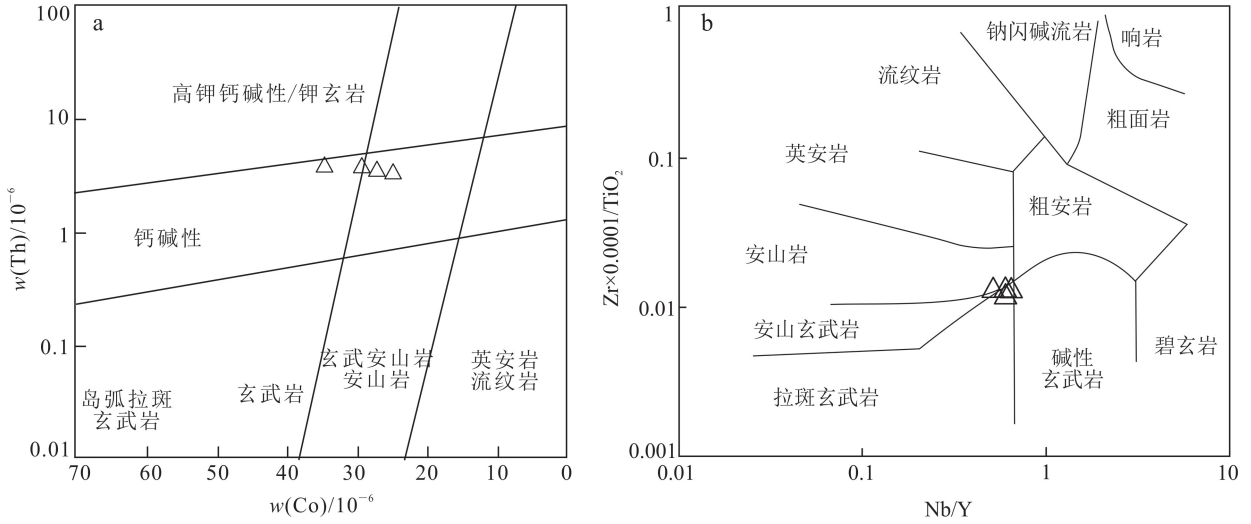 a
100
10
1
0.1
0.01
w(Th)/10⁻⁶
高钾钙碱性/钾玄岩
钙碱性
岛弧拉斑
玄武岩
玄武岩
玄武安山岩
安山岩
英安岩
流纹岩
70 60 50 40 30 20 10 0
w(Co)/10⁻⁶
b
1
0.1
0.01
0.001
Zr×0.0001/TiO₂
钠闪碱流岩
响岩
流纹岩
粗面岩
英安岩
粗安岩
安山岩
安山玄武岩
拉斑玄武岩
碱性
玄武岩
碧玄岩
0.01 0.1 1 10
Nb/Y